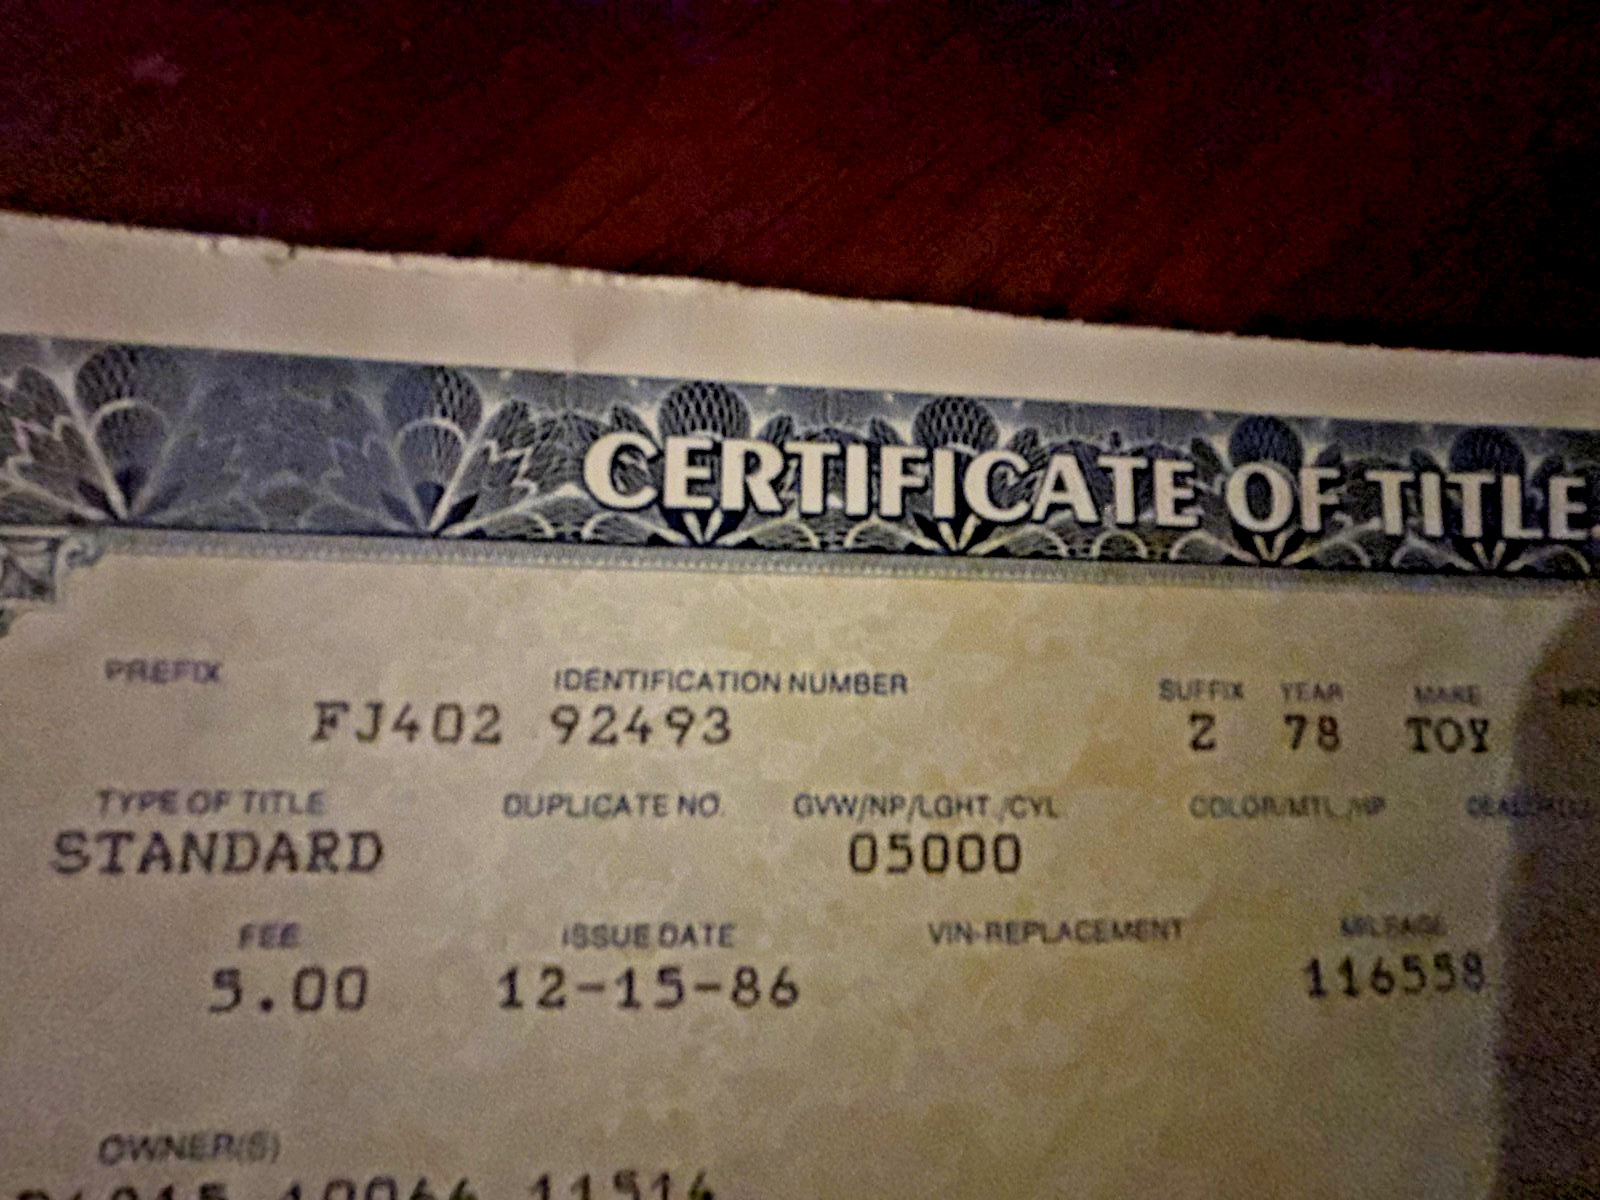 CERTIFICATE OF TITLE
PREFIX IDENTIFICATION NUMBER SUFFIX YEAR MAKE
FJ402 92493 Z 78 TOY
TYPE OF TITLE DUPLICATE NO. GVW/NP/LGHT./CYL COLOR/MTL./HP
STANDARD 05000
FEE ISSUE DATE VIN-REPLACEMENT MILEAGE
5.00 12-15-86 116558
OWNER(S)